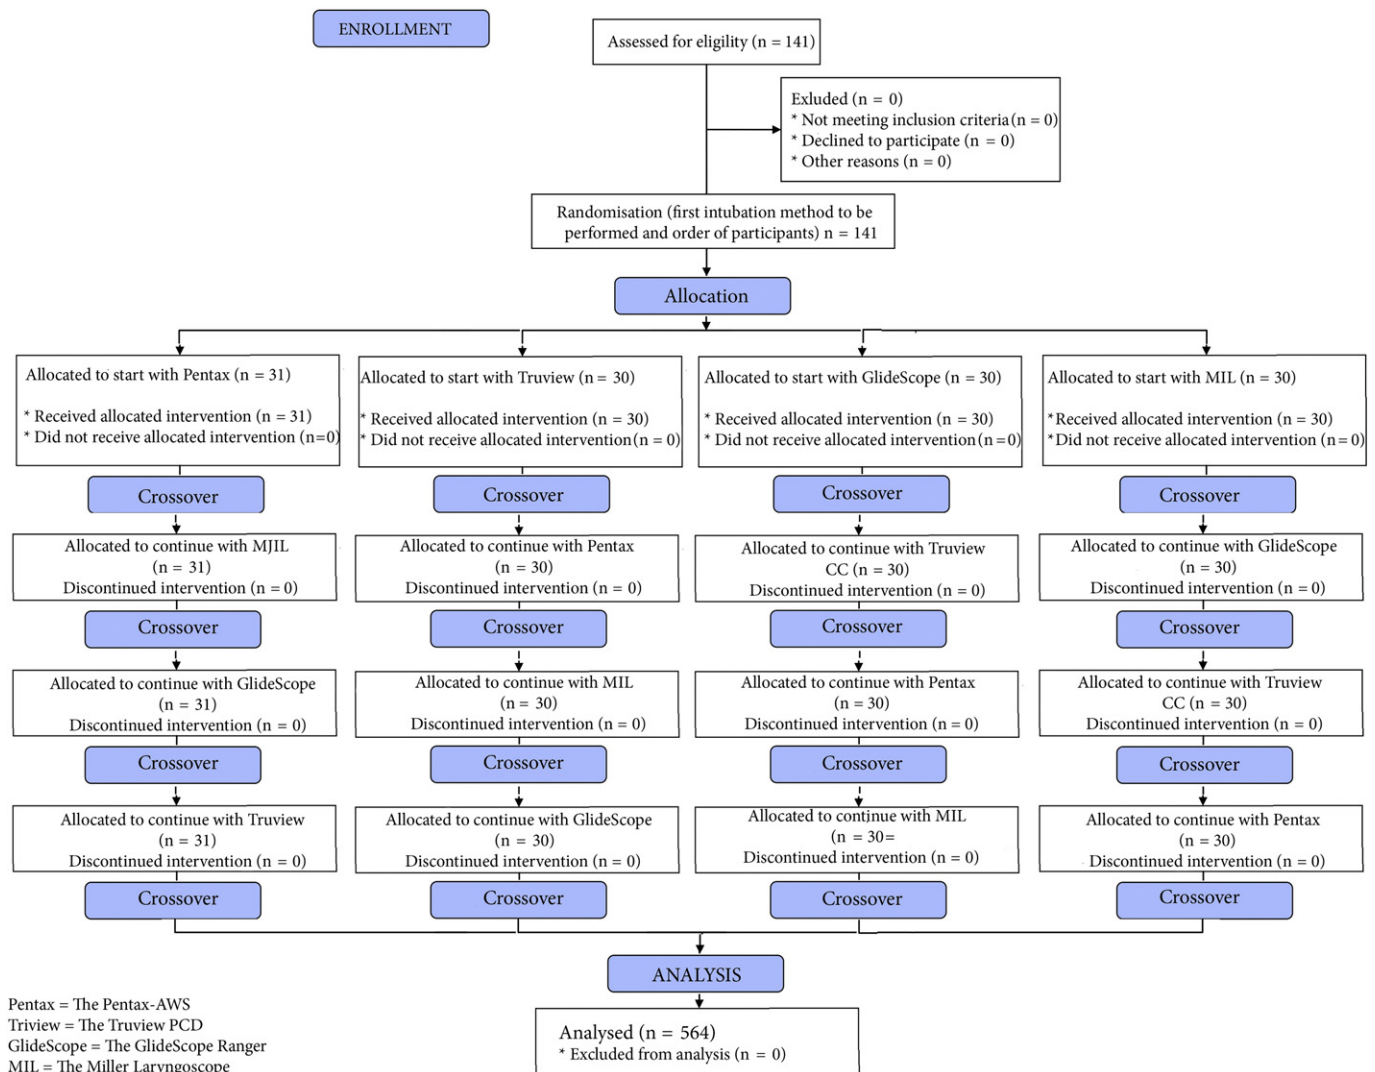 ENROLLMENT
Assessed for eligility (n = 141)
Exluded (n = 0)
* Not meeting inclusion criteria (n = 0)
* Declined to participate (n = 0)
* Other reasons (n = 0)
Randomisation (first intubation method to be
performed and order of participants) n = 141
Allocation
Allocated to start with Pentax (n = 31)
* Received allocated intervention (n = 31)
* Did not receive allocated intervention (n=0)
Allocated to start with Truview (n = 30)
* Received allocated intervention (n = 30)
* Did not receive allocated intervention (n = 0)
Allocated to start with GlideScope (n = 30)
* Received allocated intervention (n = 30)
* Did not receive allocated intervention (n=0)
Allocated to start with MIL (n = 30)
* Received allocated intervention (n = 30)
* Did not receive allocated intervention (n=0)
Crossover
Crossover
Crossover
Crossover
Allocated to continue with MJIL
(n = 31)
Discontinued intervention (n = 0)
Allocated to continue with Pentax
(n = 30)
Discontinued intervention (n = 0)
Allocated to continue with Truview
CC (n = 30)
Discontinued intervention (n = 0)
Allocated to continue with GlideScope
(n = 30)
Discontinued intervention (n = 0)
Crossover
Crossover
Crossover
Crossover
Allocated to continue with GlideScope
(n = 31)
Discontinued intervention (n = 0)
Allocated to continue with MIL
(n = 30)
Discontinued intervention (n = 0)
Allocated to continue with Pentax
(n = 30)
Discontinued intervention (n = 0)
Allocated to continue with Truview
CC (n = 30)
Discontinued intervention (n = 0)
Crossover
Crossover
Crossover
Crossover
Allocated to continue with Truview
(n = 31)
Discontinued intervention (n = 0)
Allocated to continue with GlideScope
(n = 30)
Discontinued intervention (n = 0)
Allocated to continue with MIL
(n = 30=
Discontinued intervention (n = 0)
Allocated to continue with Pentax
(n = 30)
Discontinued intervention (n = 0)
Crossover
Crossover
Crossover
Crossover
ANALYSIS
Analysed (n = 564)
* Excluded from analysis (n = 0)
Pentax = The Pentax-AWS
Triview = The Truview PCD
GlideScope = The GlideScope Ranger
MIL = The Miller Laryngoscope